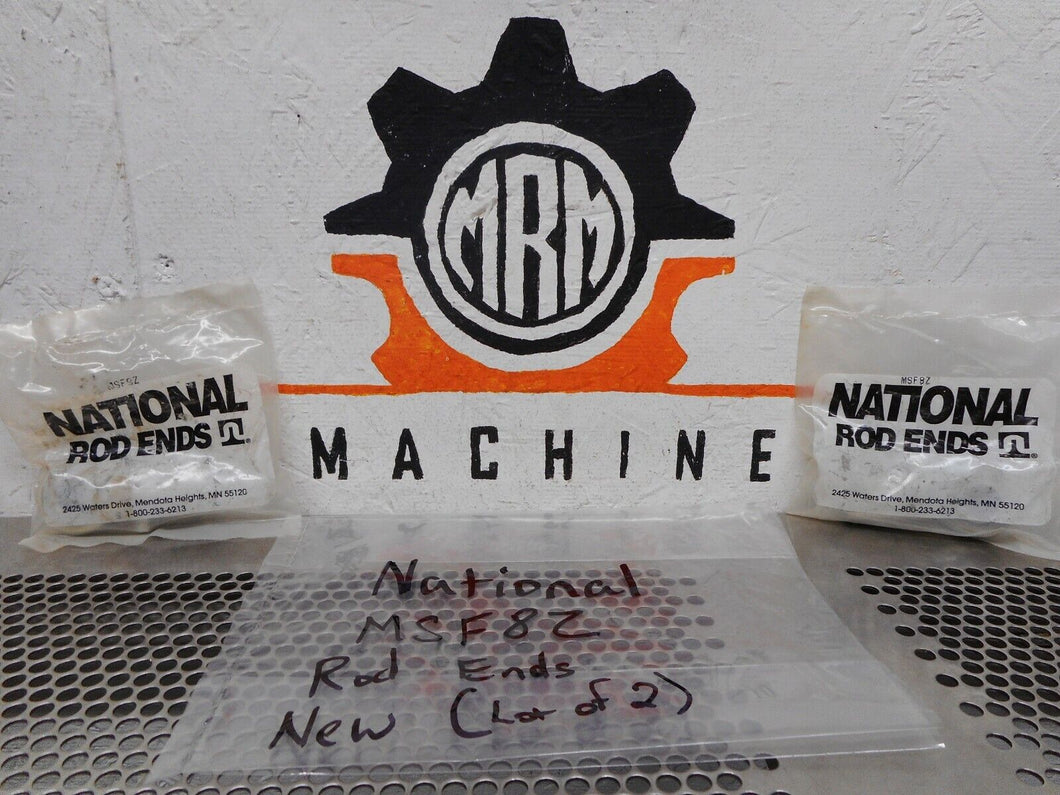 MRM
MACHINE
MSF8Z
NATIONAL
ROD ENDS
2425 Waters Drive, Mendota Heights, MN 55120
1-800-233-6213
MSF8Z
NATIONAL
ROD ENDS
2425 Waters Drive, Mendota Heights, MN 55120
1-800-233-6213
National
MSF8Z
Rod Ends
New (Lot of 2)